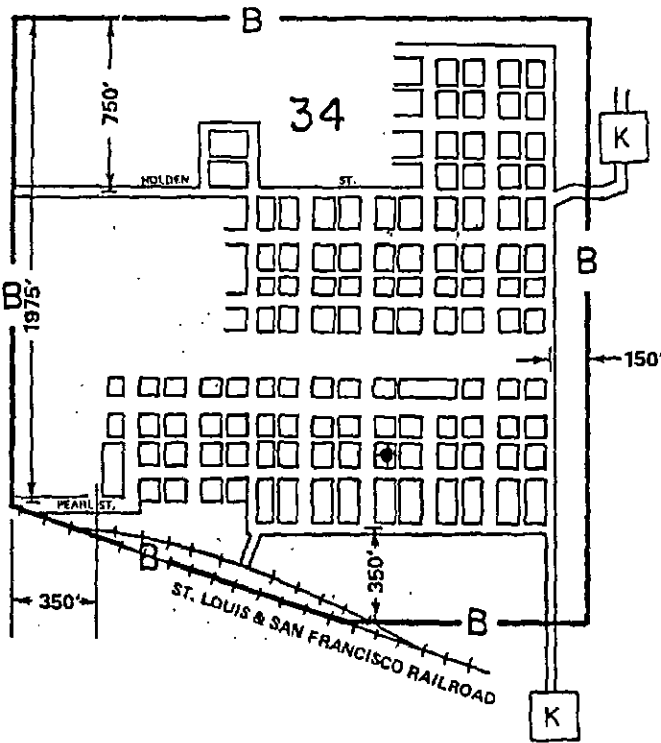 B
750'
34
K
HOLDEN ST.
B
B
1975'
150'
PEARL ST.
B
350'
350'
ST. LOUIS & SAN FRANCISCO RAILROAD
B
K